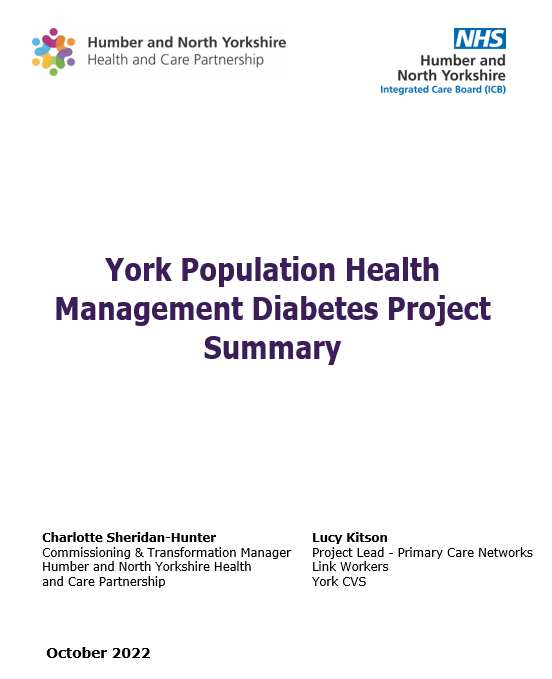 Humber and North Yorkshire
Health and Care Partnership
NHS
Humber and
North Yorkshire
Integrated Care Board (ICB)
York Population Health
Management Diabetes Project
Summary
Charlotte Sheridan-Hunter
Commissioning & Transformation Manager
Humber and North Yorkshire Health
and Care Partnership
Lucy Kitson
Project Lead - Primary Care Networks
Link Workers
York CVS
October 2022